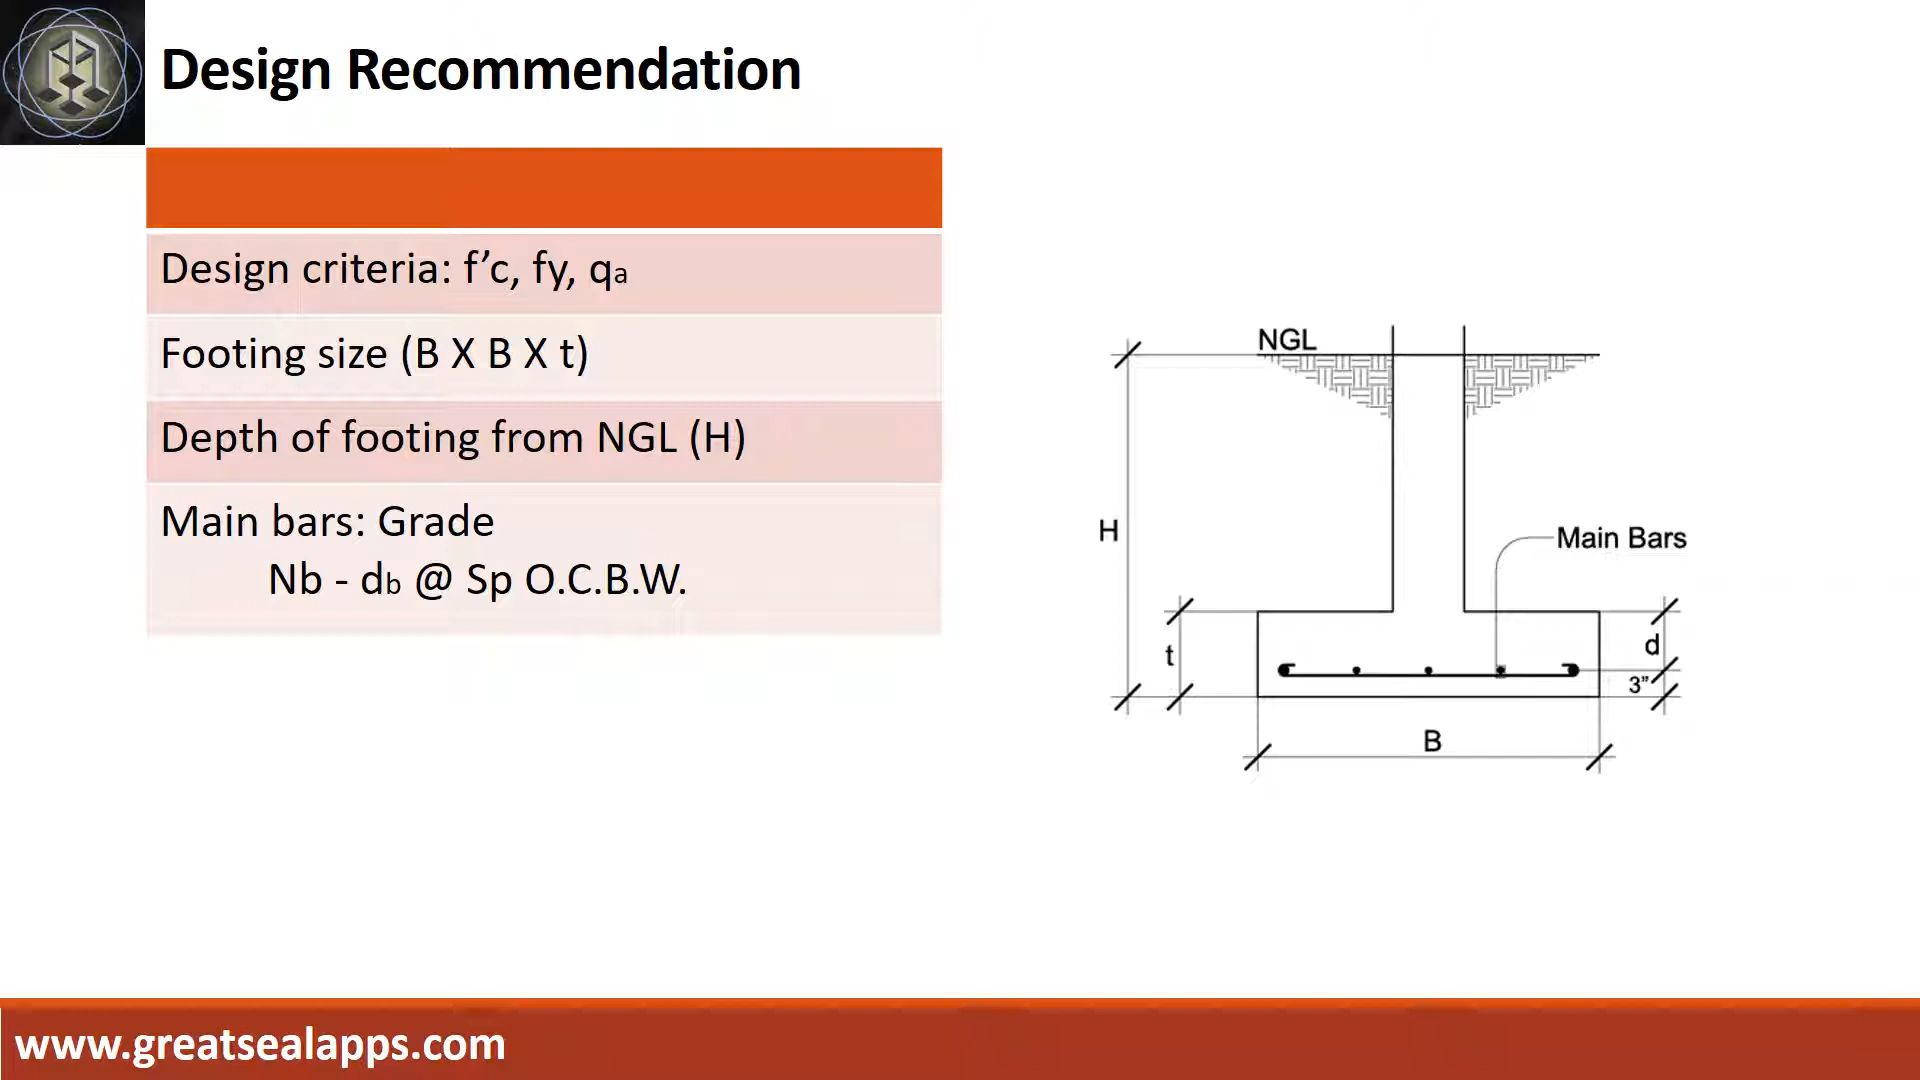 Design Recommendation
Design criteria: f’c, fy, qa
Footing size (B X B X t)
Depth of footing from NGL (H)
Main bars: Grade
Nb - db @ Sp O.C.B.W.
NGL
H
Main Bars
t
d
3”
B
www.greatsealapps.com